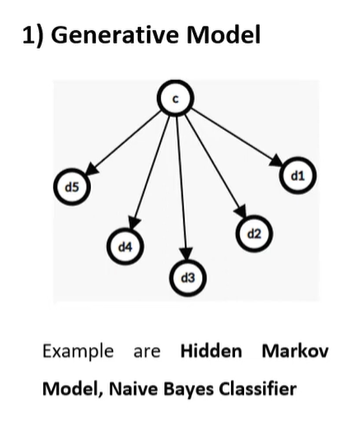 1) Generative Model
c
d1
d5
d2
d4
d3
Example are Hidden Markov
Model, Naive Bayes Classifier